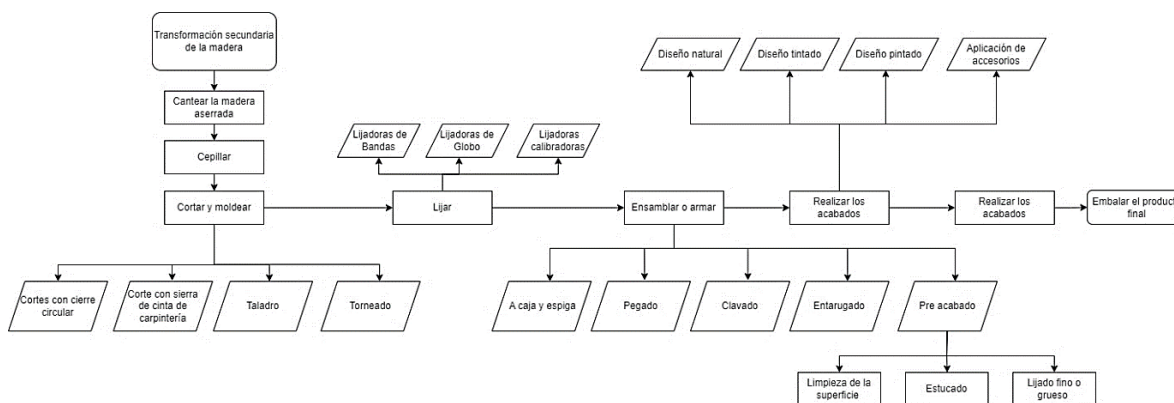 Transformación secundaria
de la madera
Cantear la madera
aserrada
Cepillar
Cortar y moldear
Cortes con cierre
circular
Corte con sierra
de cinta de
carpintería
Taladro
Torneado
Lijadoras de
Bandas
Lijadoras de
Globo
Lijadoras
calibradoras
Lijar
Ensamblar o armar
A caja y espiga
Pegado
Clavado
Entarugado
Pre acabado
Limpieza de la
superficie
Estucado
Lijado fino o
grueso
Diseño natural
Diseño tintado
Diseño pintado
Aplicación de
accesorios
Realizar los
acabados
Realizar los
acabados
Embalar el product
final